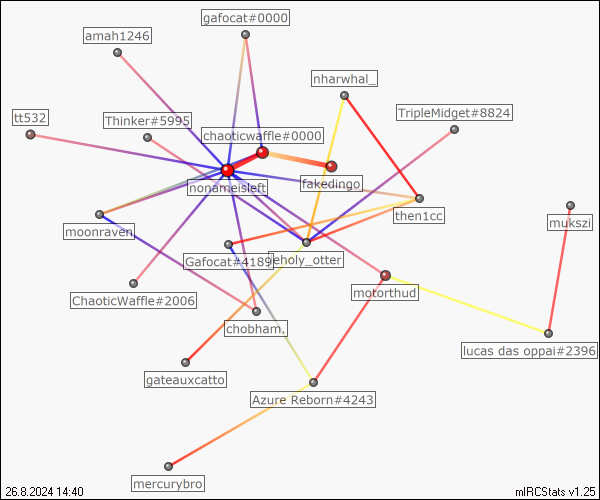 gafocat#0000
amah1246
nharwhal_
TripleMidget#8824
tt532
Thinker#5995
chaoticwaffle#0000
fakedingo
nonameisleft
then1cc
mukszi
moonraven
Gafocat#4189
eholy_otter
ChaoticWaffle#2006
motorthud
chobham.
lucas das oppai#2396
gateauxcatto
Azure Reborn#4243
mercurybro
26.8.2024 14:40
mIRCStats v1.25